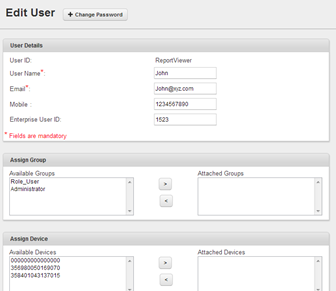 Edit User
+ Change Password
User Details
User ID: ReportViewer
User Name*: John
Email*: John@xyz.com
Mobile : 1234567890
Enterprise User ID: 1523
* Fields are mandatory.
Assign Group
Available Groups Attached Groups
Role_User
Administrator
>
<
Assign Device
Available Devices Attached Devices
000000000000000
356980050169070
358401043137015
>
<